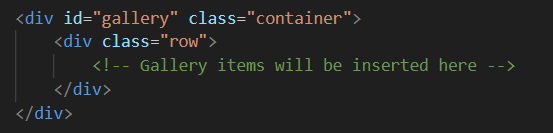 <div id="gallery" class="container">
    <div class="row">
        <!-- Gallery items will be inserted here -->
    </div>
</div>